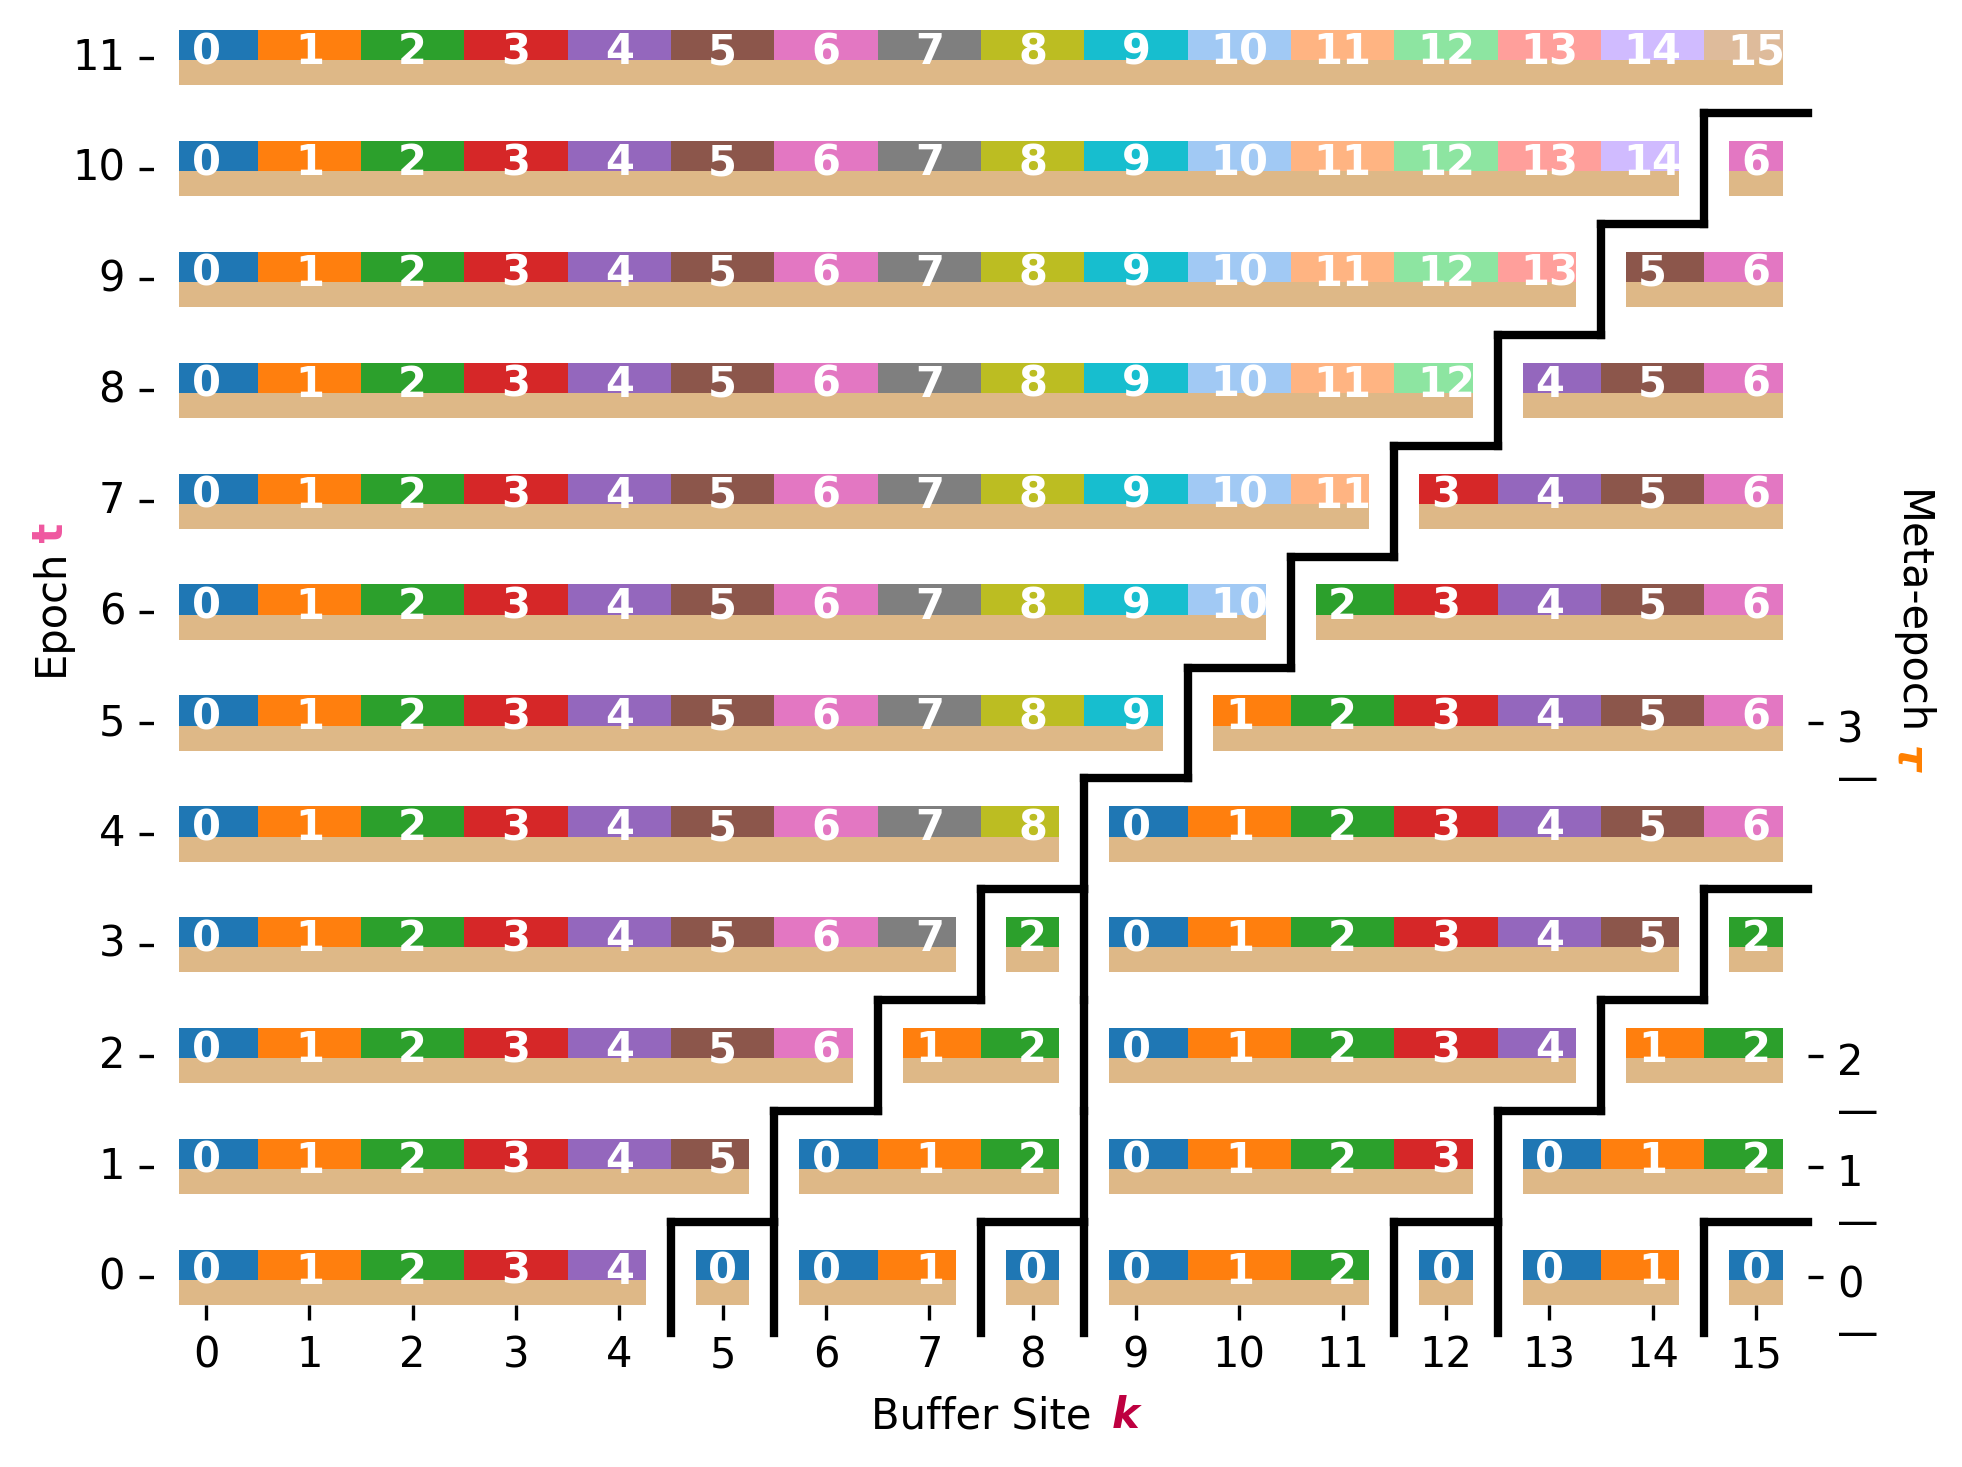 11 0 1 2 3 4 5 6 7 8 9 10 11 12 13 14 15
10 0 1 2 3 4 5 6 7 8 9 10 11 12 13 14 6
9 0 1 2 3 4 5 6 7 8 9 10 11 12 13 5 6
8 0 1 2 3 4 5 6 7 8 9 10 11 12 4 5 6
7 0 1 2 3 4 5 6 7 8 9 10 11 3 4 5 6
6 0 1 2 3 4 5 6 7 8 9 10 2 3 4 5 6
5 0 1 2 3 4 5 6 7 8 9 1 2 3 4 5 6 3
4 0 1 2 3 4 5 6 7 8 0 1 2 3 4 5 6
3 0 1 2 3 4 5 6 7 2 0 1 2 3 4 5 2
2 0 1 2 3 4 5 6 1 2 0 1 2 3 4 1 2 2
1 0 1 2 3 4 5 0 1 2 0 1 2 3 0 1 2 1
0 0 1 2 3 4 0 0 1 0 0 1 2 0 0 1 0 0
0 1 2 3 4 5 6 7 8 9 10 11 12 13 14 15
Buffer Site k
Epoch t
Meta-epoch τ